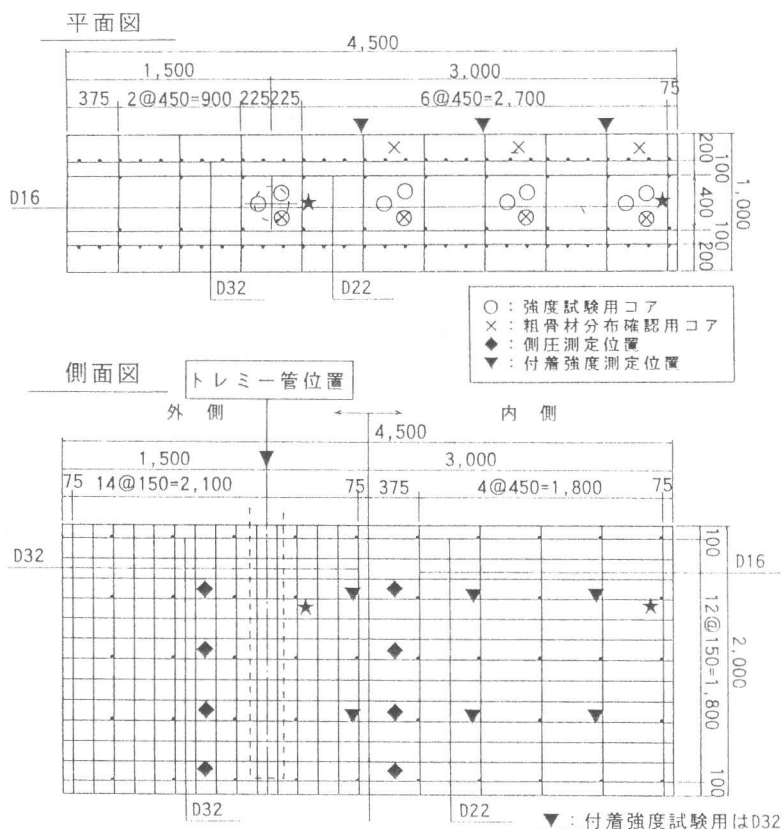 平面図
4,500
1,500 3,000
375 2@450=900 225 225 6@450=2,700 75
D16
200 100 400 100 200
1,000
D32 D22
○：強度試験用コア
×：粗骨材分布確認用コア
◆：側圧測定位置
▼：付着強度測定位置
側面図
トレミー管位置
外側 内側
4,500
1,500 3,000
75 14@150=2,100 75 375 4@450=1,800 75
D32
D16
100 12@150=1,800 100
2,000
D32 D22
▼：付着強度試験用はD32